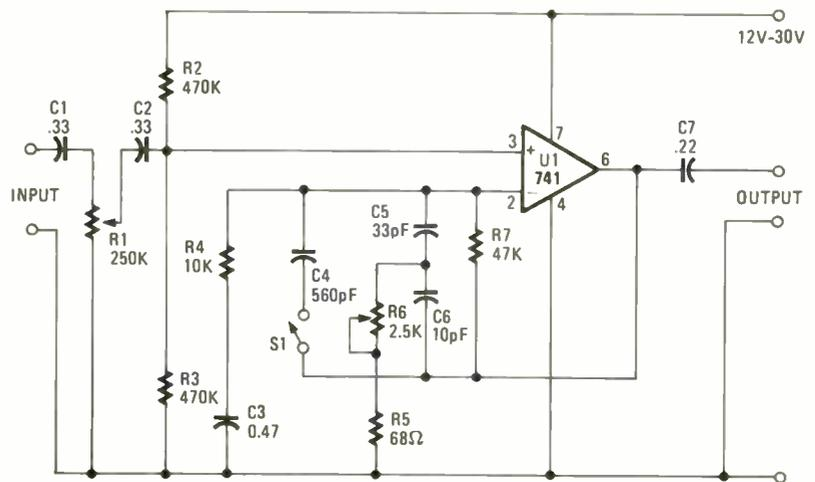 12V-30V
R2
470K
C1
.33
C2
.33
3
+
7
U1
741
6
2
-
4
C7
.22
INPUT
OUTPUT
R1
250K
R4
10K
C4
560pF
C5
33pF
R7
47K
R6
2.5K
C6
10pF
S1
R3
470K
C3
0.47
R5
68Ω